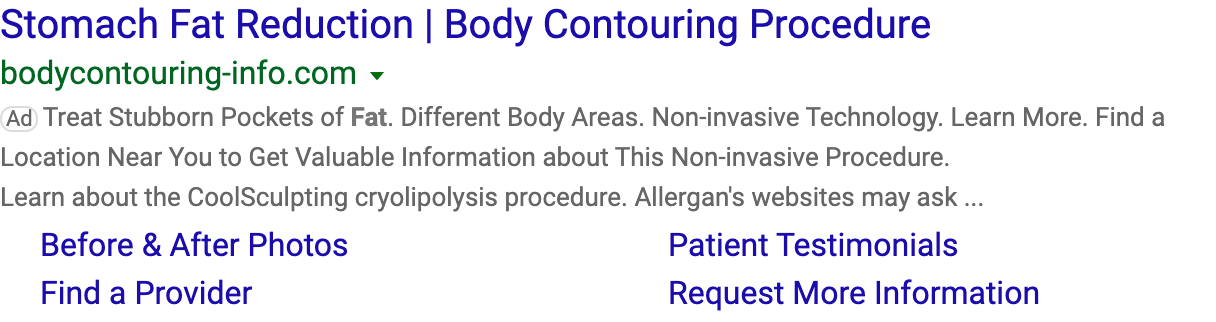 Stomach Fat Reduction | Body Contouring Procedure
bodycontouring-info.com
Ad Treat Stubborn Pockets of Fat. Different Body Areas. Non-invasive Technology. Learn More. Find a
Location Near You to Get Valuable Information about This Non-invasive Procedure.
Learn about the CoolSculpting cryolipolysis procedure. Allergan's websites may ask ...
Before & After Photos
Patient Testimonials
Find a Provider
Request More Information